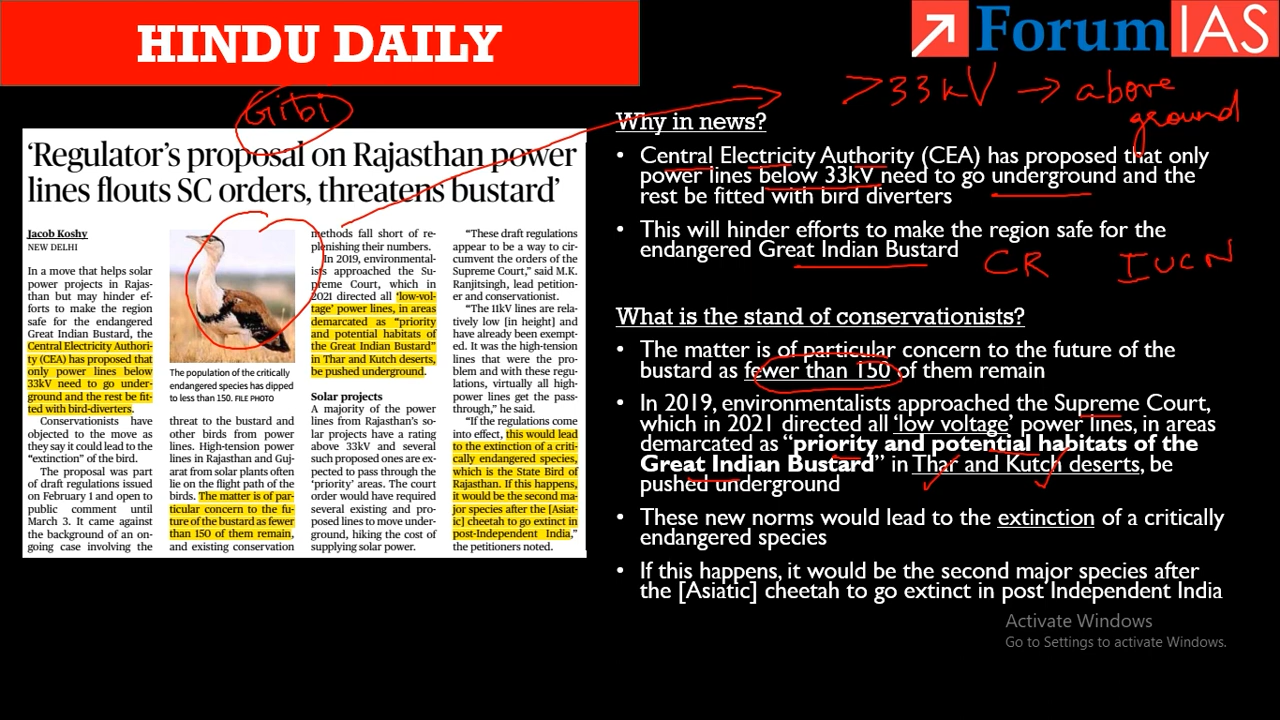 HINDU DAILY
ForumIAS
>33kV → above
ground
Gibi
'Regulator's proposal on Rajasthan power
lines flouts SC orders, threatens bustard'
Jacob Koshy
NEW DELHI
In a move that helps solar
power projects in Rajas-
than but may hinder ef-
forts to make the region
safe for the endangered
Great Indian Bustard, the
Central Electricity Authori-
ty (CEA) has proposed that
only power lines below
33kV need to go under-
ground and the rest be fit-
ted with bird-diverters.
Conservationists have
objected to the move as
they say it could lead to the
"extinction" of the bird.
The proposal was part
of draft regulations issued
on February 1 and open to
public comment until
March 3. It came against
the background of an on-
going case involving the
The population of the critically
endangered species has dipped
to less than 150. FILE PHOTO
threat to the bustard and
other birds from power
lines. High-tension power
lines in Rajasthan and Guj-
arat from solar plants often
lie on the flight path of the
birds. The matter is of par-
ticular concern to the fu-
ture of the bustard as fewer
than 150 of them remain,
and existing conservation
methods fall short of re-
plenishing their numbers.
In 2019, environmental-
ists approached the Su-
preme Court, which in
2021 directed all 'low-vol-
tage' power lines, in areas
demarcated as "priority
and potential habitats of
the Great Indian Bustard"
in Thar and Kutch deserts,
be pushed underground.
Solar projects
A majority of the power
lines from Rajasthan's so-
lar projects have a rating
above 33kV and several
such proposed ones are ex-
pected to pass through the
'priority' areas. The court
order would have required
several existing and pro-
posed lines to move under-
ground, hiking the cost of
supplying solar power.
"These draft regulations
appear to be a way to cir-
cumvent the orders of the
Supreme Court," said M.K.
Ranjitsingh, lead petition-
er and conservationist.
"The 11kV lines are rela-
tively low [in height] and
have already been exempt-
ed. It was the high-tension
lines that were the pro-
blem and with these regu-
lations, virtually all high-
power lines get the pass-
through," he said.
"If the regulations come
into effect, this would lead
to the extinction of a criti-
cally endangered species,
which is the State Bird of
Rajasthan. If this happens,
it would be the second ma-
jor species after the [Asiat-
ic] cheetah to go extinct in
post-Independent India,"
the petitioners noted.
Why in news?
• Central Electricity Authority (CEA) has proposed that only
power lines below 33kV need to go underground and the
rest be fitted with bird diverters
• This will hinder efforts to make the region safe for the
endangered Great Indian Bustard
CR IUCN
What is the stand of conservationists?
• The matter is of particular concern to the future of the
bustard as fewer than 150 of them remain
• In 2019, environmentalists approached the Supreme Court,
which in 2021 directed all 'low voltage' power lines, in areas
demarcated as "priority and potential habitats of the
Great Indian Bustard" in Thar and Kutch deserts, be
pushed underground
• These new norms would lead to the extinction of a critically
endangered species
• If this happens, it would be the second major species after
the [Asiatic] cheetah to go extinct in post Independent India
Activate Windows
Go to Settings to activate Windows.